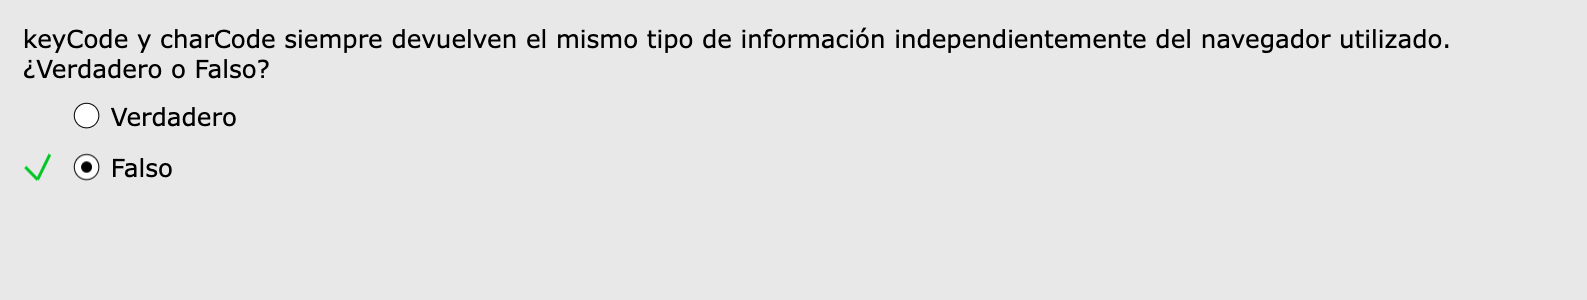 keyCode y charCode siempre devuelven el mismo tipo de información independientemente del navegador utilizado.
¿Verdadero o Falso?
Verdadero
Falso